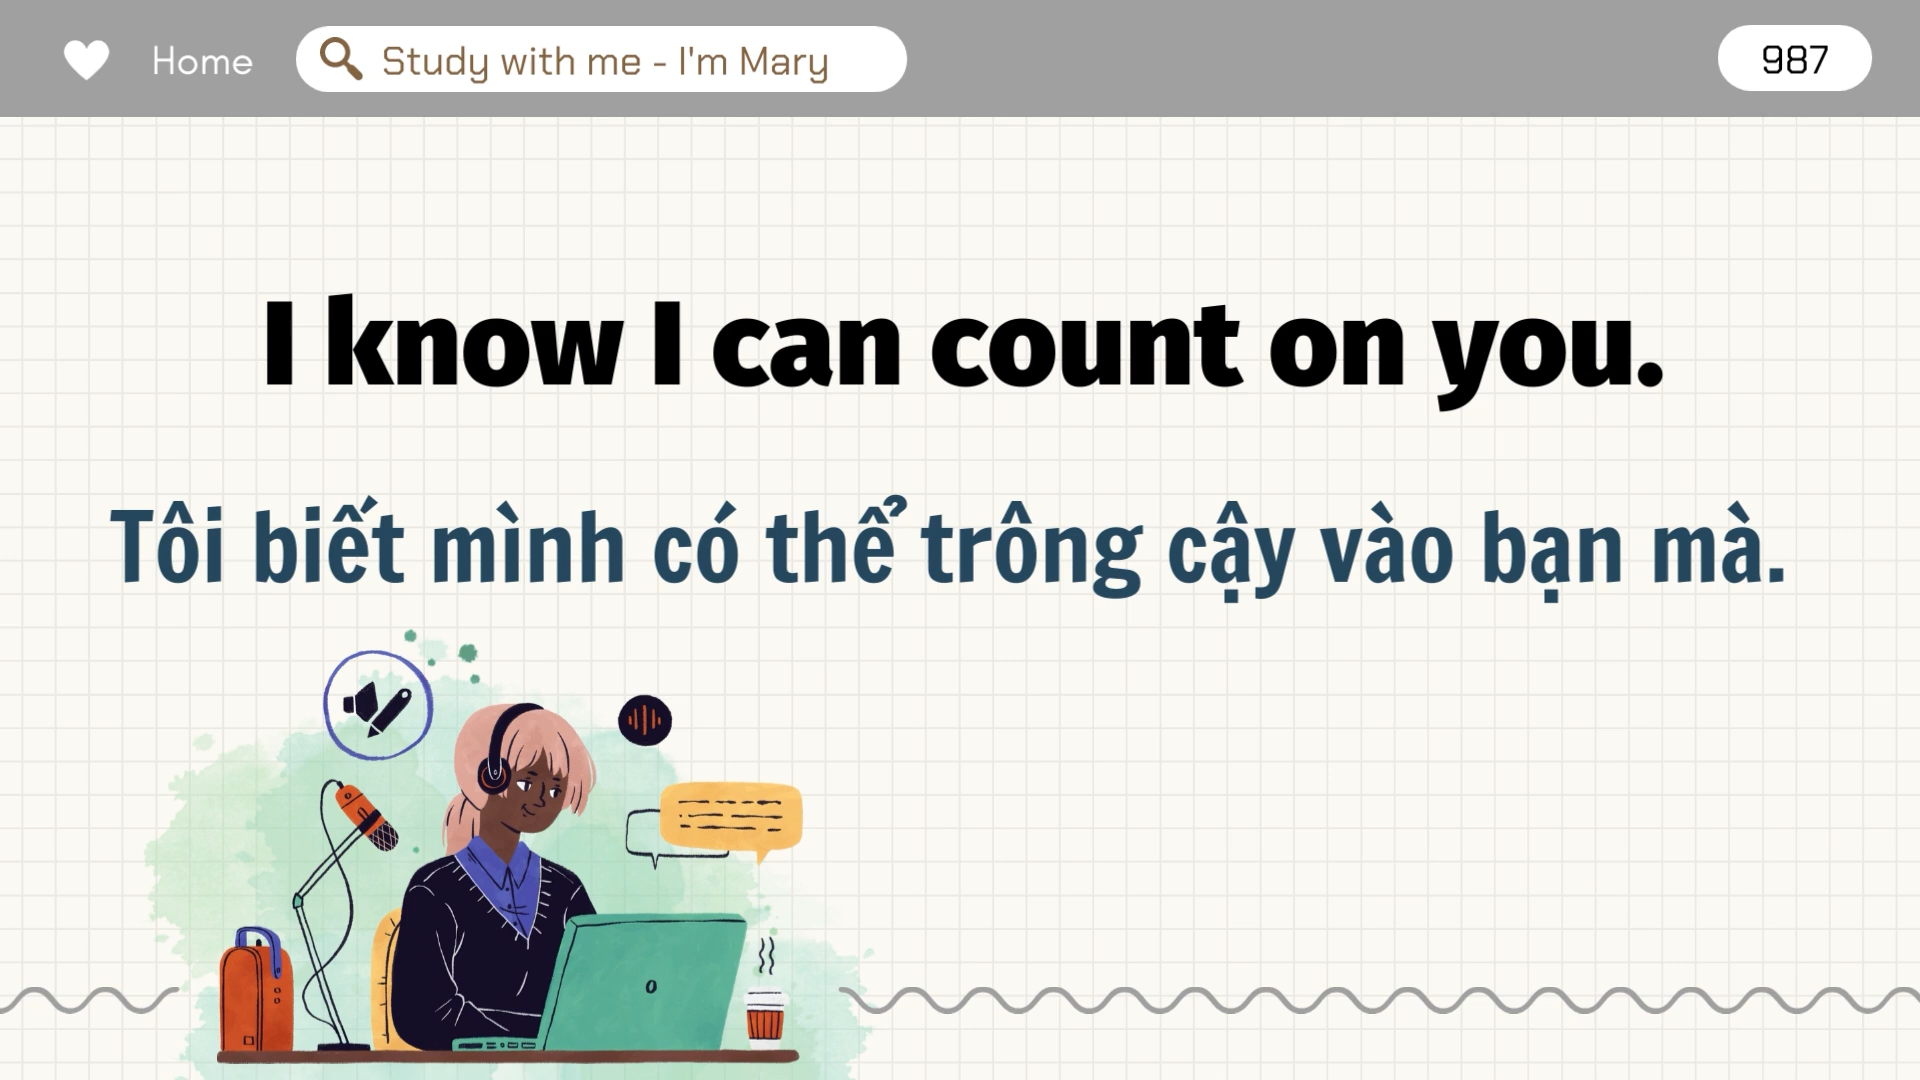 Home
Study with me - I'm Mary
987
I know I can count on you.
Tôi biết mình có thể trông cậy vào bạn mà.